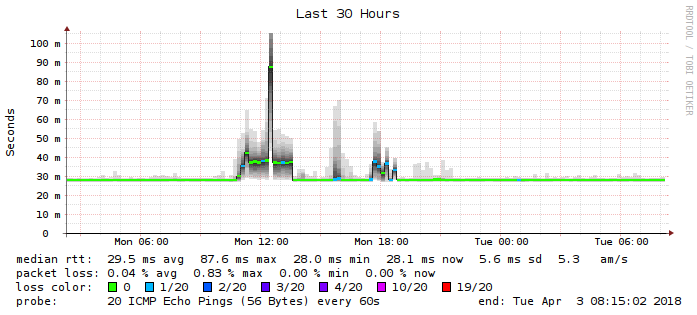 Last 30 Hours
RRDTOOL / TOBI OETIKER
Seconds
100 m
90 m
80 m
70 m
60 m
50 m
40 m
30 m
20 m
10 m
0
Mon 06:00 Mon 12:00 Mon 18:00 Tue 00:00 Tue 06:00
median rtt: 29.5 ms avg 87.6 ms max 28.0 ms min 28.1 ms now 5.6 ms sd 5.3 am/s
packet loss: 0.04 % avg 0.83 % max 0.00 % min 0.00 % now
loss color: 0 1/20 2/20 3/20 4/20 10/20 19/20
probe: 20 ICMP Echo Pings (56 Bytes) every 60s end: Tue Apr 3 08:15:02 2018